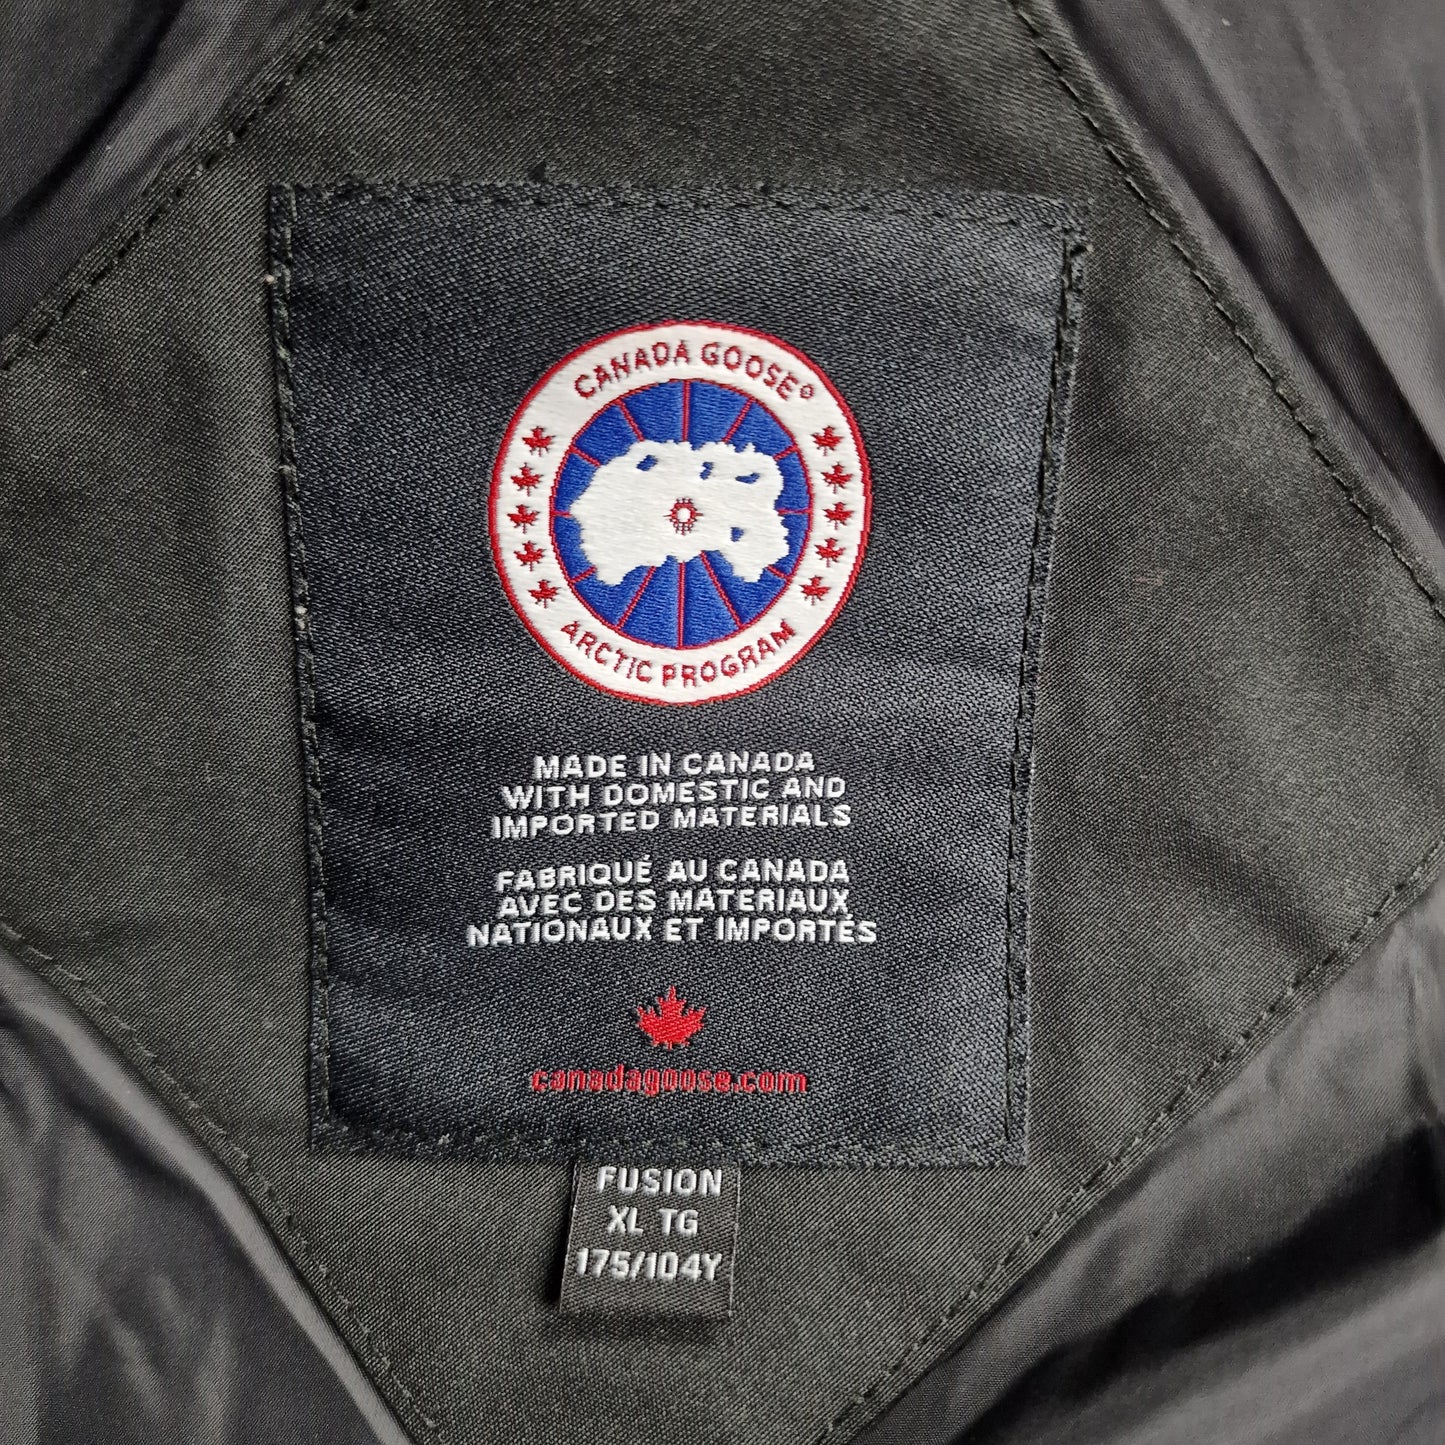 CANADA GOOSE®
ARCTIC PROGRAM
MADE IN CANADA
WITH DOMESTIC AND
IMPORTED MATERIALS
FABRIQUÉ AU CANADA
AVEC DES MATERIAUX
NATIONAUX ET IMPORTÉS
canadagoose.com
FUSION
XL TG
175/104Y